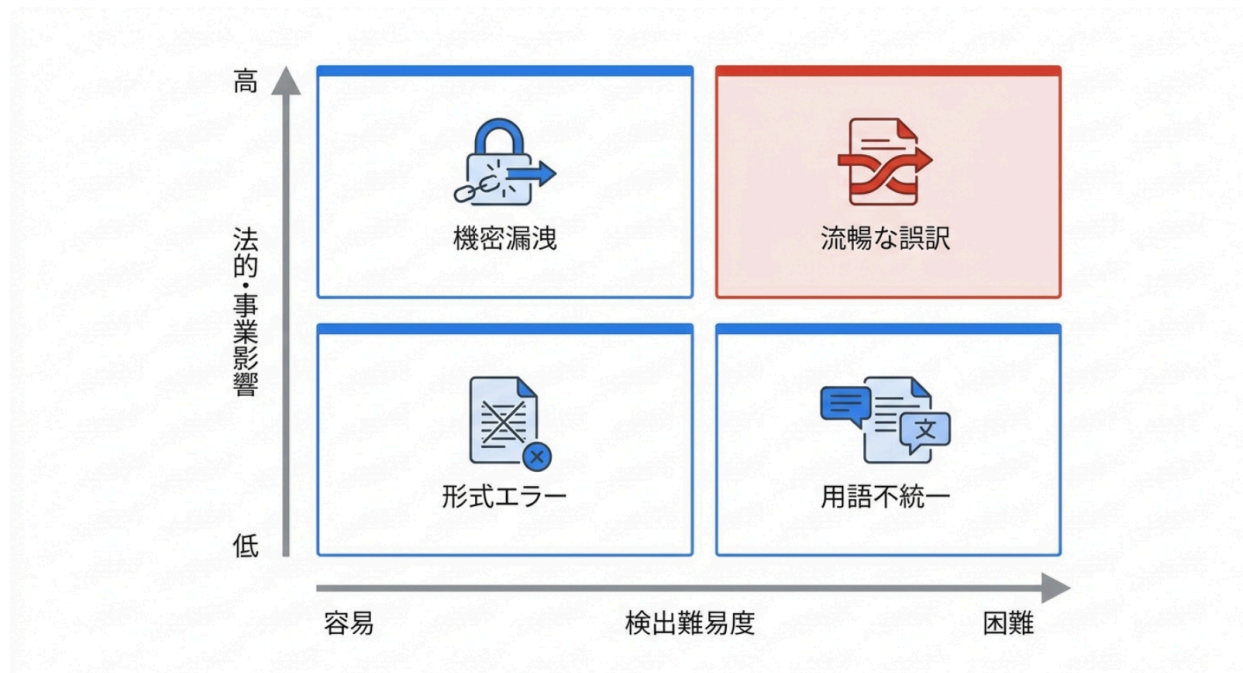 高
機密漏洩
流暢な誤訳
法的・事業影響
文
形式エラー
用語不統一
低
容易
検出難易度
困難